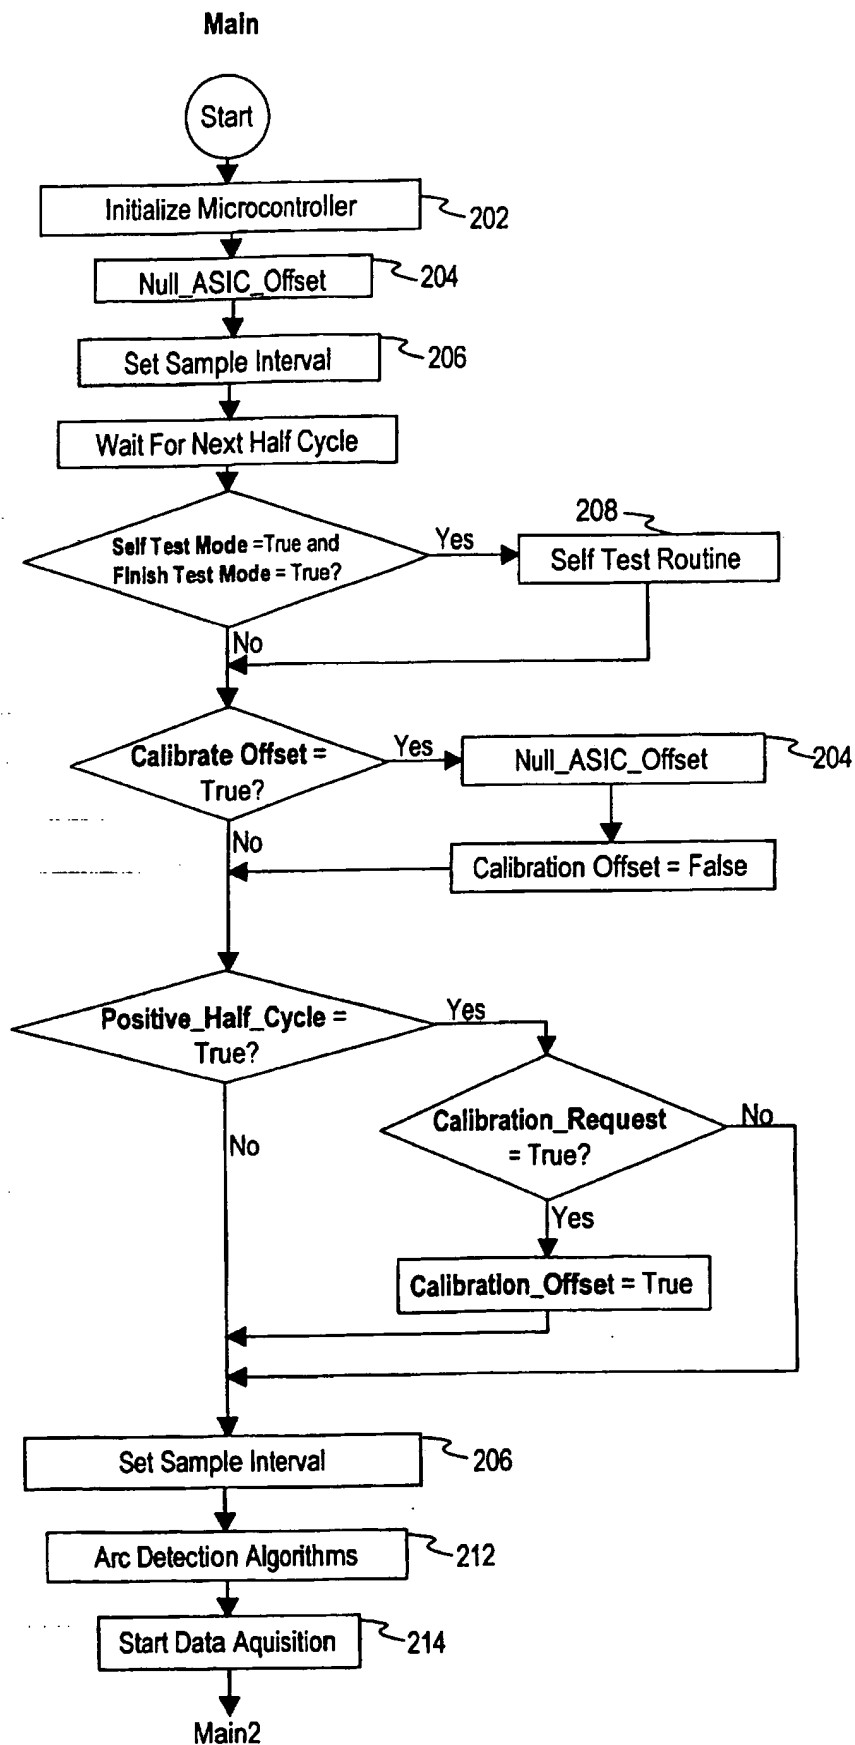 Main
Start
Initialize Microcontroller
202
Null_ASIC_Offset
204
Set Sample Interval
206
Wait For Next Half Cycle
208
Self Test Mode =True and
Finish Test Mode = True?
Yes
Self Test Routine
No
Calibrate Offset =
True?
Yes
Null_ASIC_Offset
204
No
Calibration Offset = False
Positive_Half_Cycle =
True?
Yes
No
Calibration_Request
= True?
No
Yes
Calibration_Offset = True
Set Sample Interval
206
Arc Detection Algorithms
212
Start Data Aquisition
214
Main2